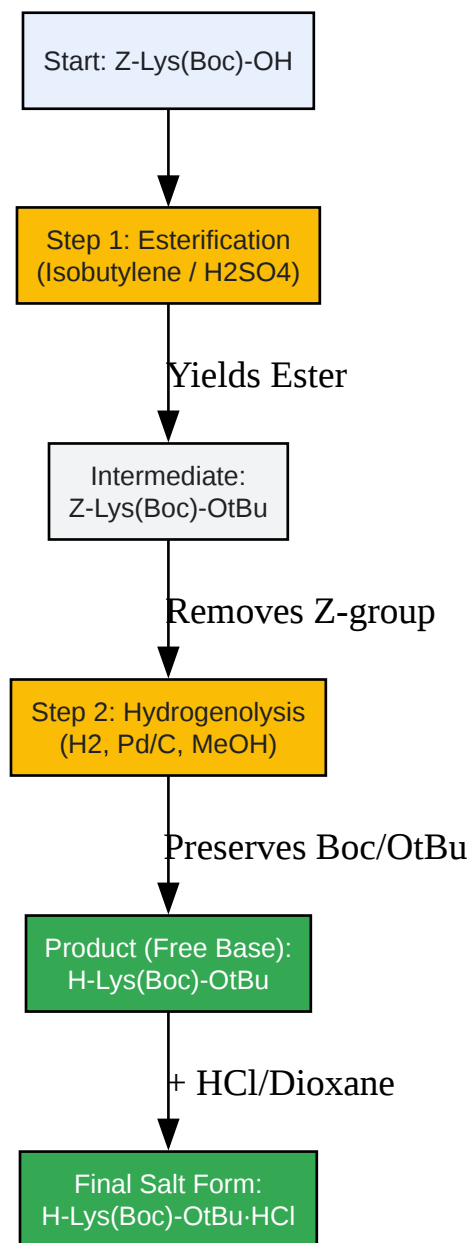 Start: Z-Lys(Boc)-OH
Step 1: Esterification
(Isobutylene / H2SO4)
Yields Ester
Intermediate:
Z-Lys(Boc)-OtBu
Removes Z-group
Step 2: Hydrogenolysis
(H2, Pd/C, MeOH)
Preserves Boc/OtBu
Product (Free Base):
H-Lys(Boc)-OtBu
+ HCl/Dioxane
Final Salt Form:
H-Lys(Boc)-OtBu·HCl